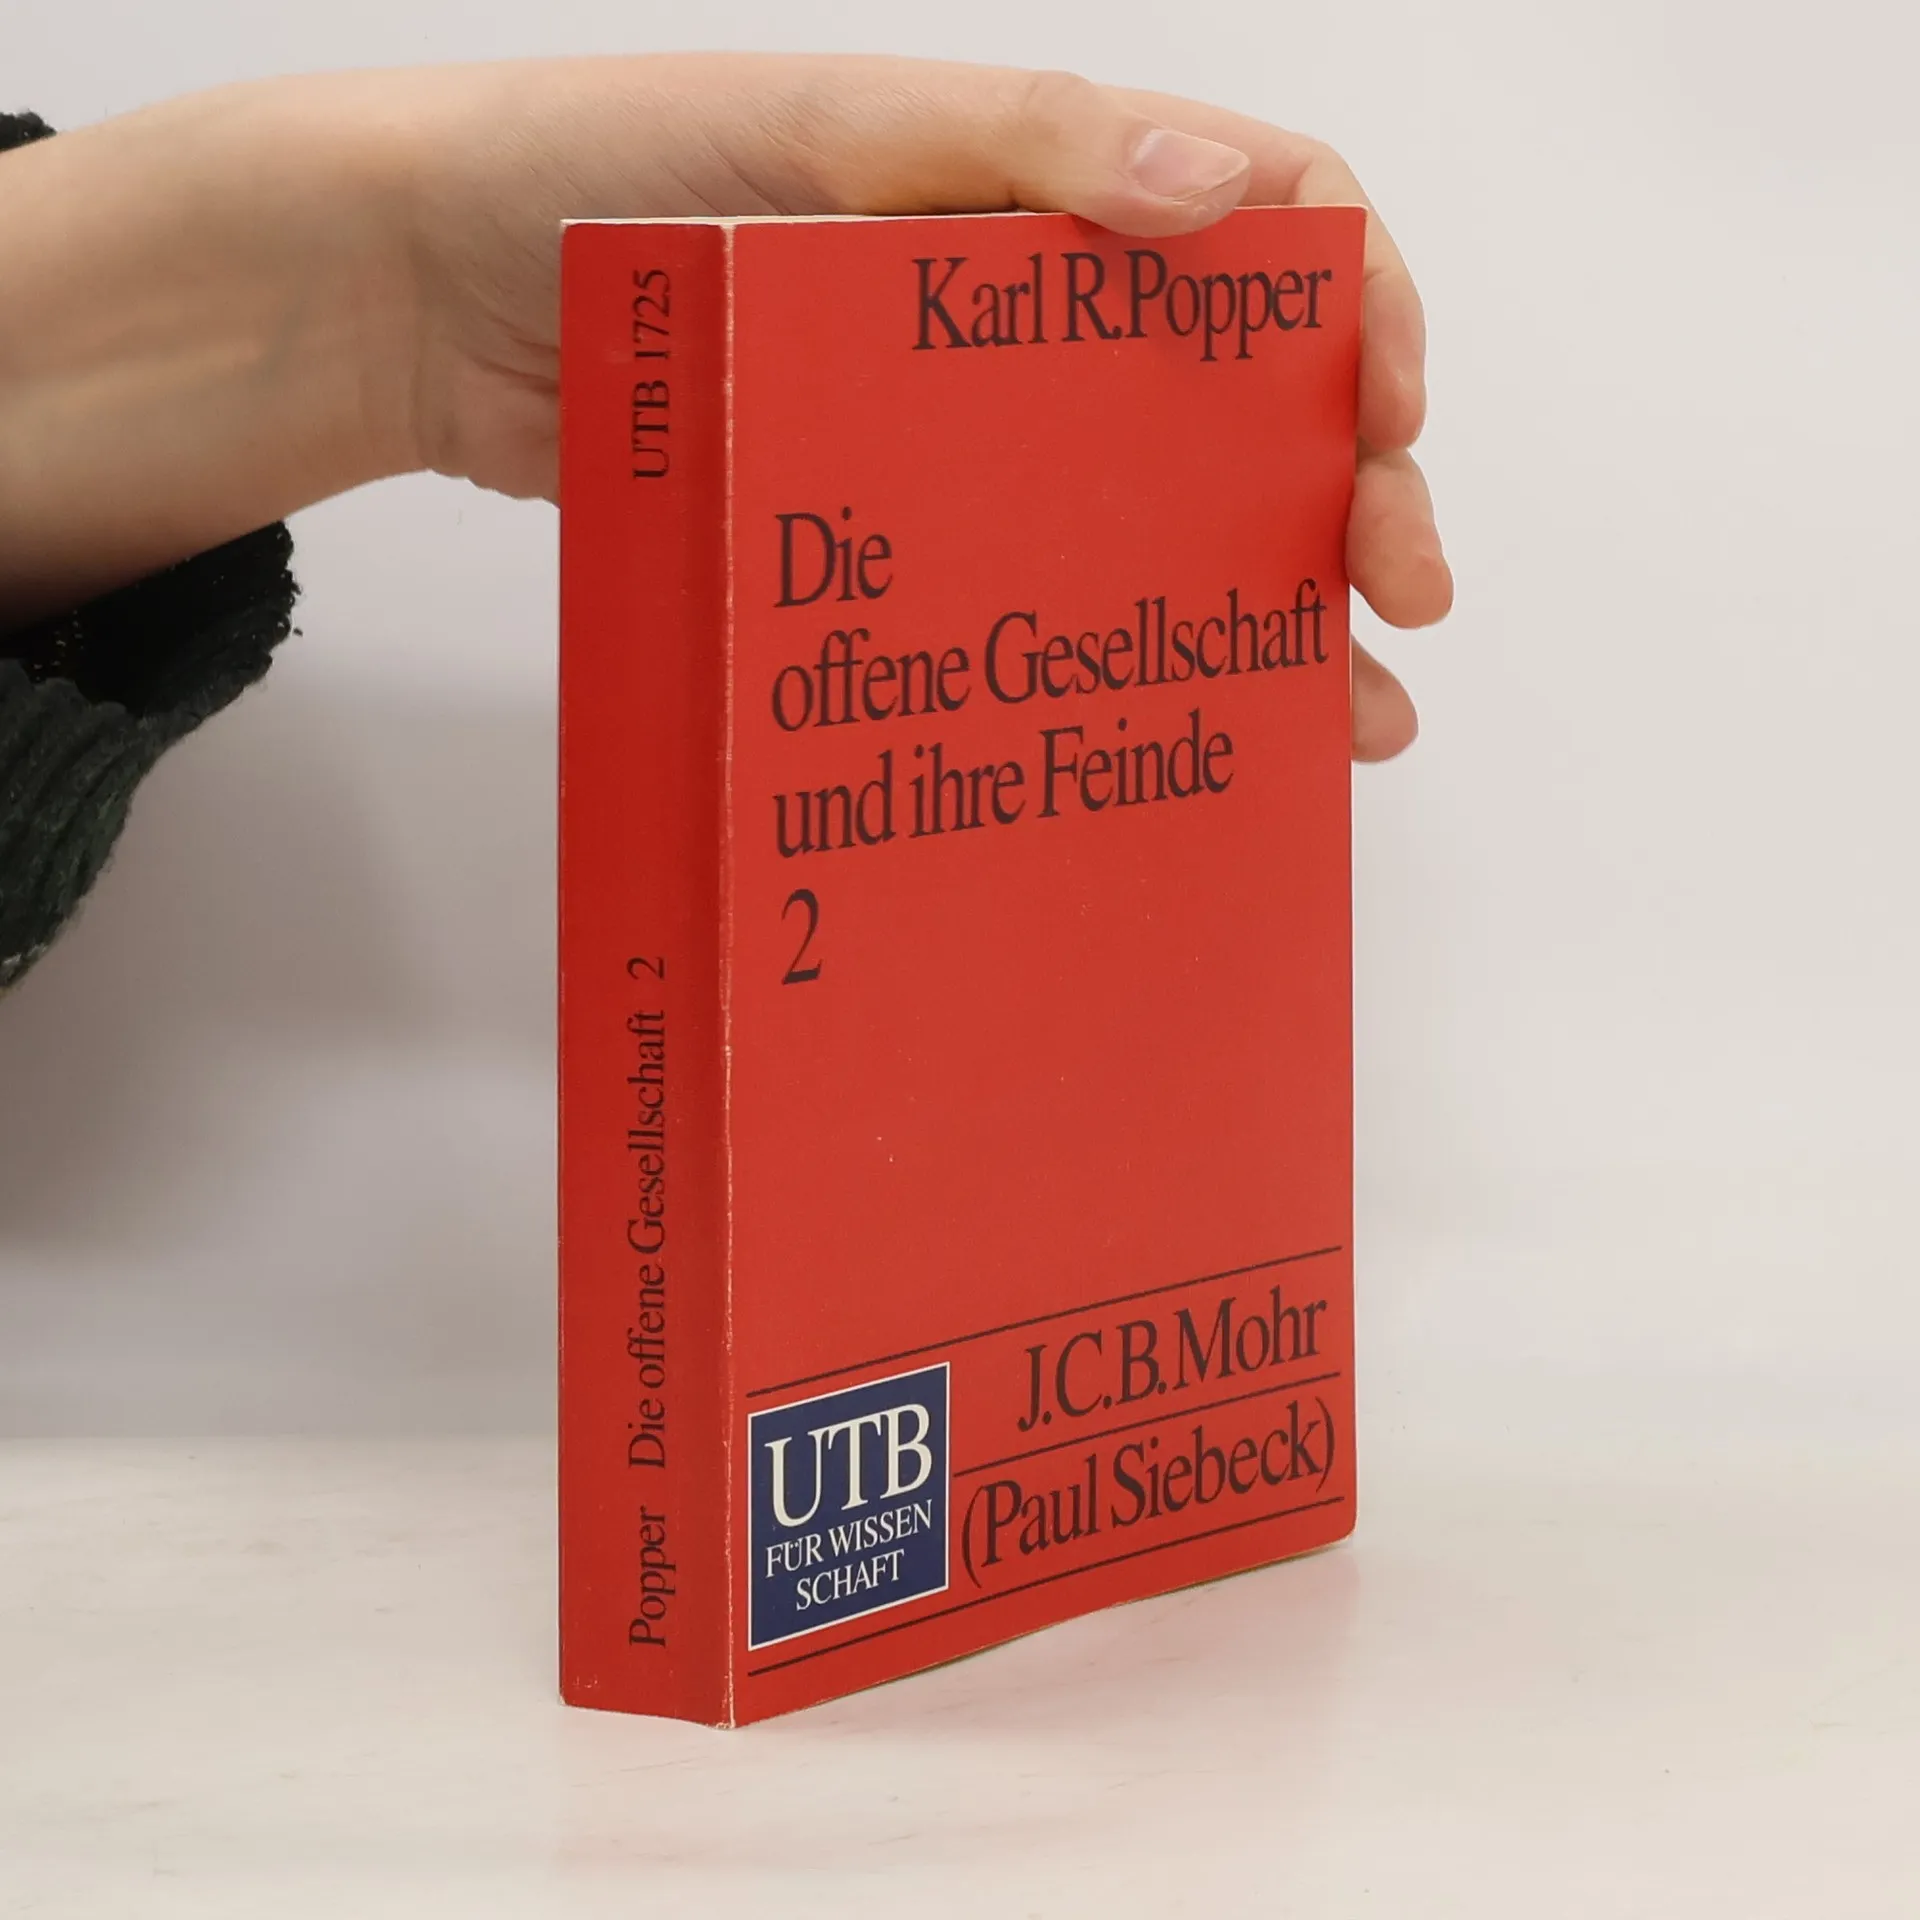 Karl R. Popper
Die
offene Gesellschaft
und ihre Feinde
2
J.C.B. Mohr
(Paul Siebeck)
UTB
FÜR WISSEN
SCHAFT
Popper Die offene Gesellschaft 2 UTB 1725